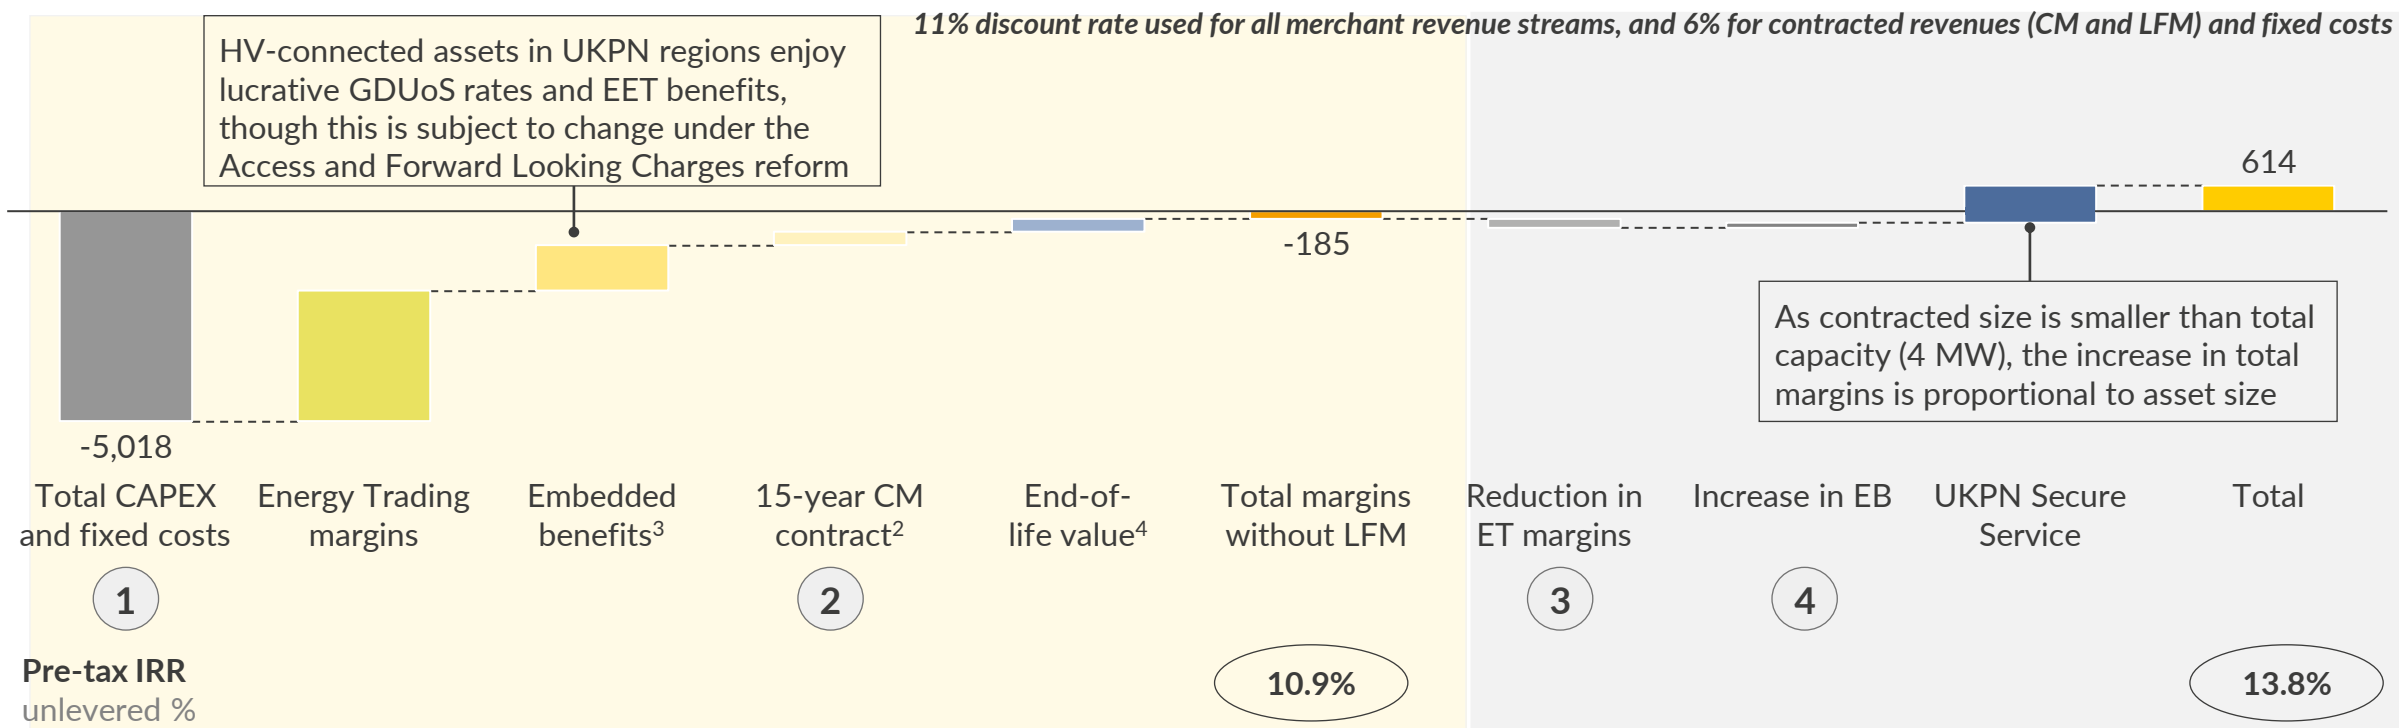 11% discount rate used for all merchant revenue streams, and 6% for contracted revenues (CM and LFM) and fixed costs
HV-connected assets in UKPN regions enjoy
lucrative GDUoS rates and EET benefits,
though this is subject to change under the
Access and Forward Looking Charges reform
614
-185
As contracted size is smaller than total
capacity (4 MW), the increase in total
margins is proportional to asset size
-5,018
Total CAPEX
and fixed costs
Energy Trading
margins
Embedded
benefits³
15-year CM
contract²
End-of-
life value⁴
Total margins
without LFM
Reduction in
ET margins
Increase in EB
UKPN Secure
Service
Total
1
2
3
4
Pre-tax IRR
unlevered %
10.9%
13.8%